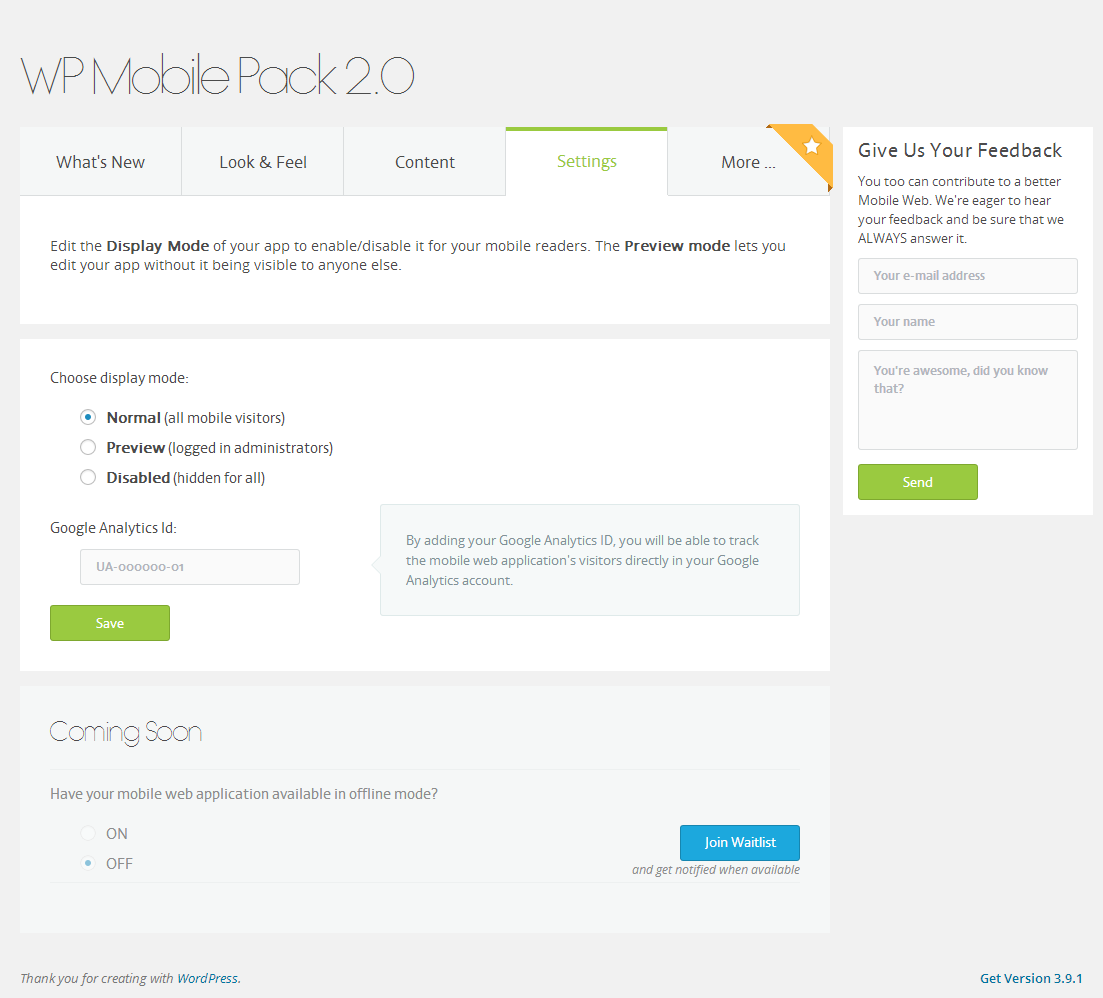 WP Mobile Pack 2.0
What's New
Look & Feel
Content
Settings
More ...
Edit the Display Mode of your app to enable/disable it for your mobile readers. The Preview mode lets you
edit your app without it being visible to anyone else.
Choose display mode:
Normal (all mobile visitors)
Preview (logged in administrators)
Disabled (hidden for all)
Google Analytics Id:
UA-000000-01
By adding your Google Analytics ID, you will be able to track
the mobile web application's visitors directly in your Google
Analytics account.
Save
Coming Soon
Have your mobile web application available in offline mode?
ON
OFF
Join Waitlist
and get notified when available
Give Us Your Feedback
You too can contribute to a better
Mobile Web. We're eager to hear
your feedback and be sure that we
ALWAYS answer it.
Your e-mail address
Your name
You're awesome, did you know
that?
Send
Thank you for creating with WordPress.
Get Version 3.9.1